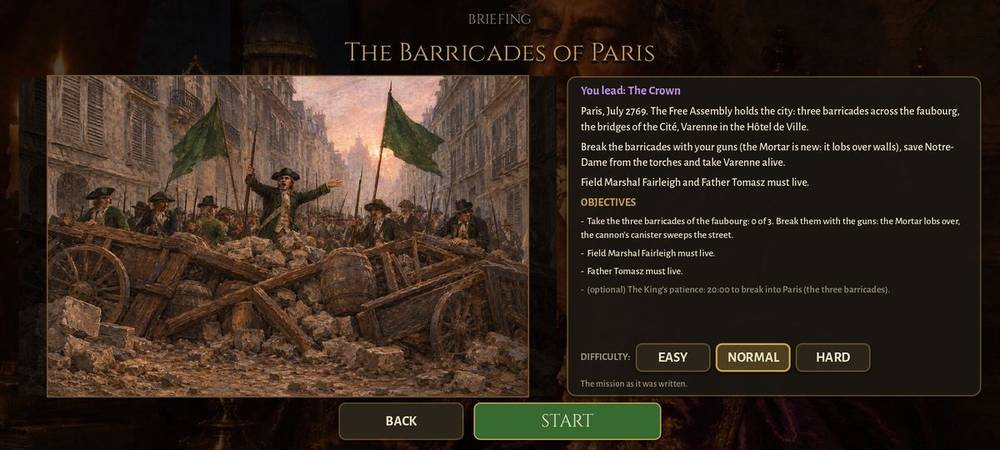 BRIEFING
The Barricades of Paris
You lead: The Crown
Paris, July 2769. The Free Assembly holds the city: three barricades across the faubourg,
the bridges of the Cité, Varenne in the Hôtel de Ville.
Break the barricades with your guns (the Mortar is new: it lobs over walls), save Notre-
Dame from the torches and take Varenne alive.
Field Marshal Fairleigh and Father Tomasz must live.
OBJECTIVES
- Take the three barricades of the faubourg: 0 of 3. Break them with the guns: the Mortar lobs over,
the cannon's canister sweeps the street.
- Field Marshal Fairleigh must live.
- Father Tomasz must live.
- (optional) The King's patience: 20:00 to break into Paris (the three barricades).
DIFFICULTY: EASY NORMAL HARD
The mission as it was written.
BACK START